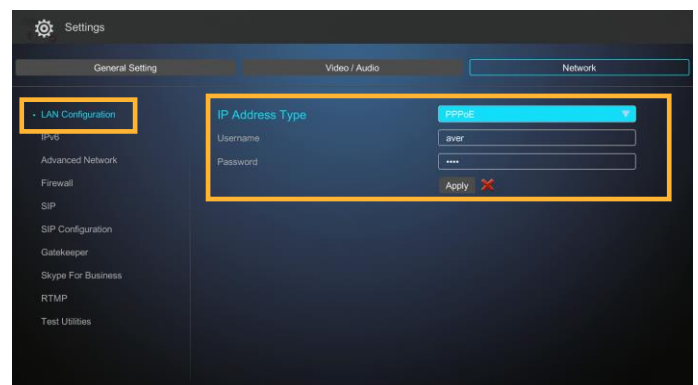 Settings
General Setting
Video / Audio
Network
LAN Configuration
IPv6
Advanced Network
Firewall
SIP
SIP Configuration
Gatekeeper
Skype For Business
RTMP
Test Utilities
IP Address Type PPPoE
Username aver
Password ••••
Apply